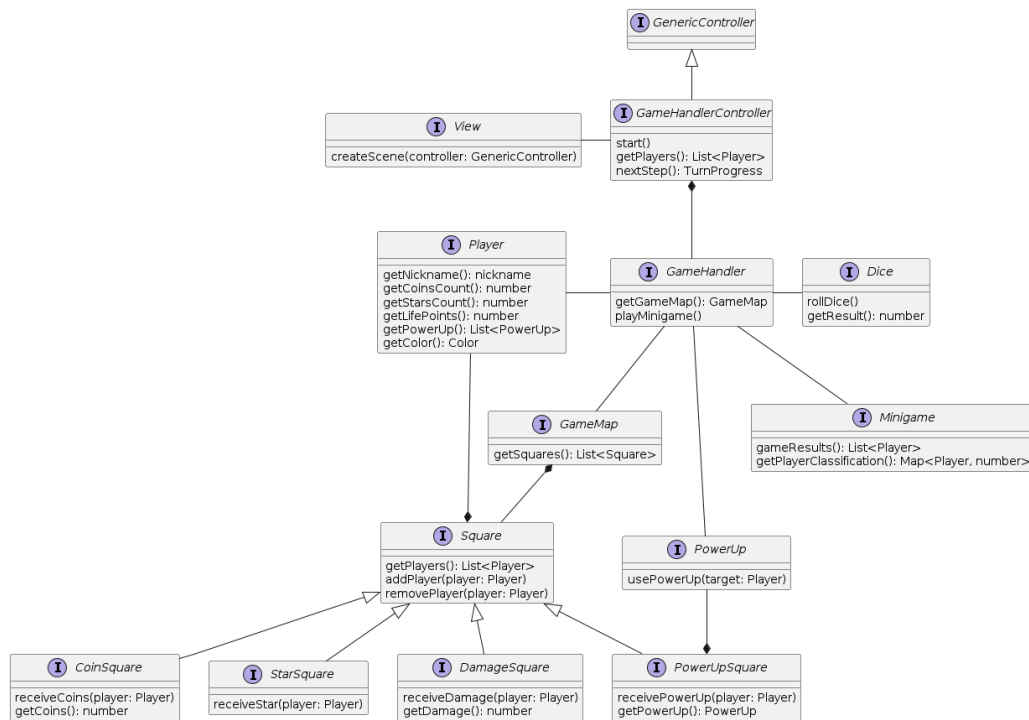 I GenericController
I GameHandlerController
start()
getPlayers(): List<Player>
nextStep(): TurnProgress
I View
createScene(controller: GenericController)
I Player
getNickname(): nickname
getCoinsCount(): number
getStarsCount(): number
getLifePoints(): number
getPowerUp(): List<PowerUp>
getColor(): Color
I GameHandler
getGameMap(): GameMap
playMinigame()
I Dice
rollDice()
getResult(): number
I GameMap
getSquares(): List<Square>
I Minigame
gameResults(): List<Player>
getPlayerClassification(): Map<Player, number>
I Square
getPlayers(): List<Player>
addPlayer(player: Player)
removePlayer(player: Player)
I PowerUp
usePowerUp(target: Player)
I CoinSquare
receiveCoins(player: Player)
getCoins(): number
I StarSquare
receiveStar(player: Player)
I DamageSquare
receiveDamage(player: Player)
getDamage(): number
I PowerUpSquare
receivePowerUp(player: Player)
getPowerUp(): PowerUp